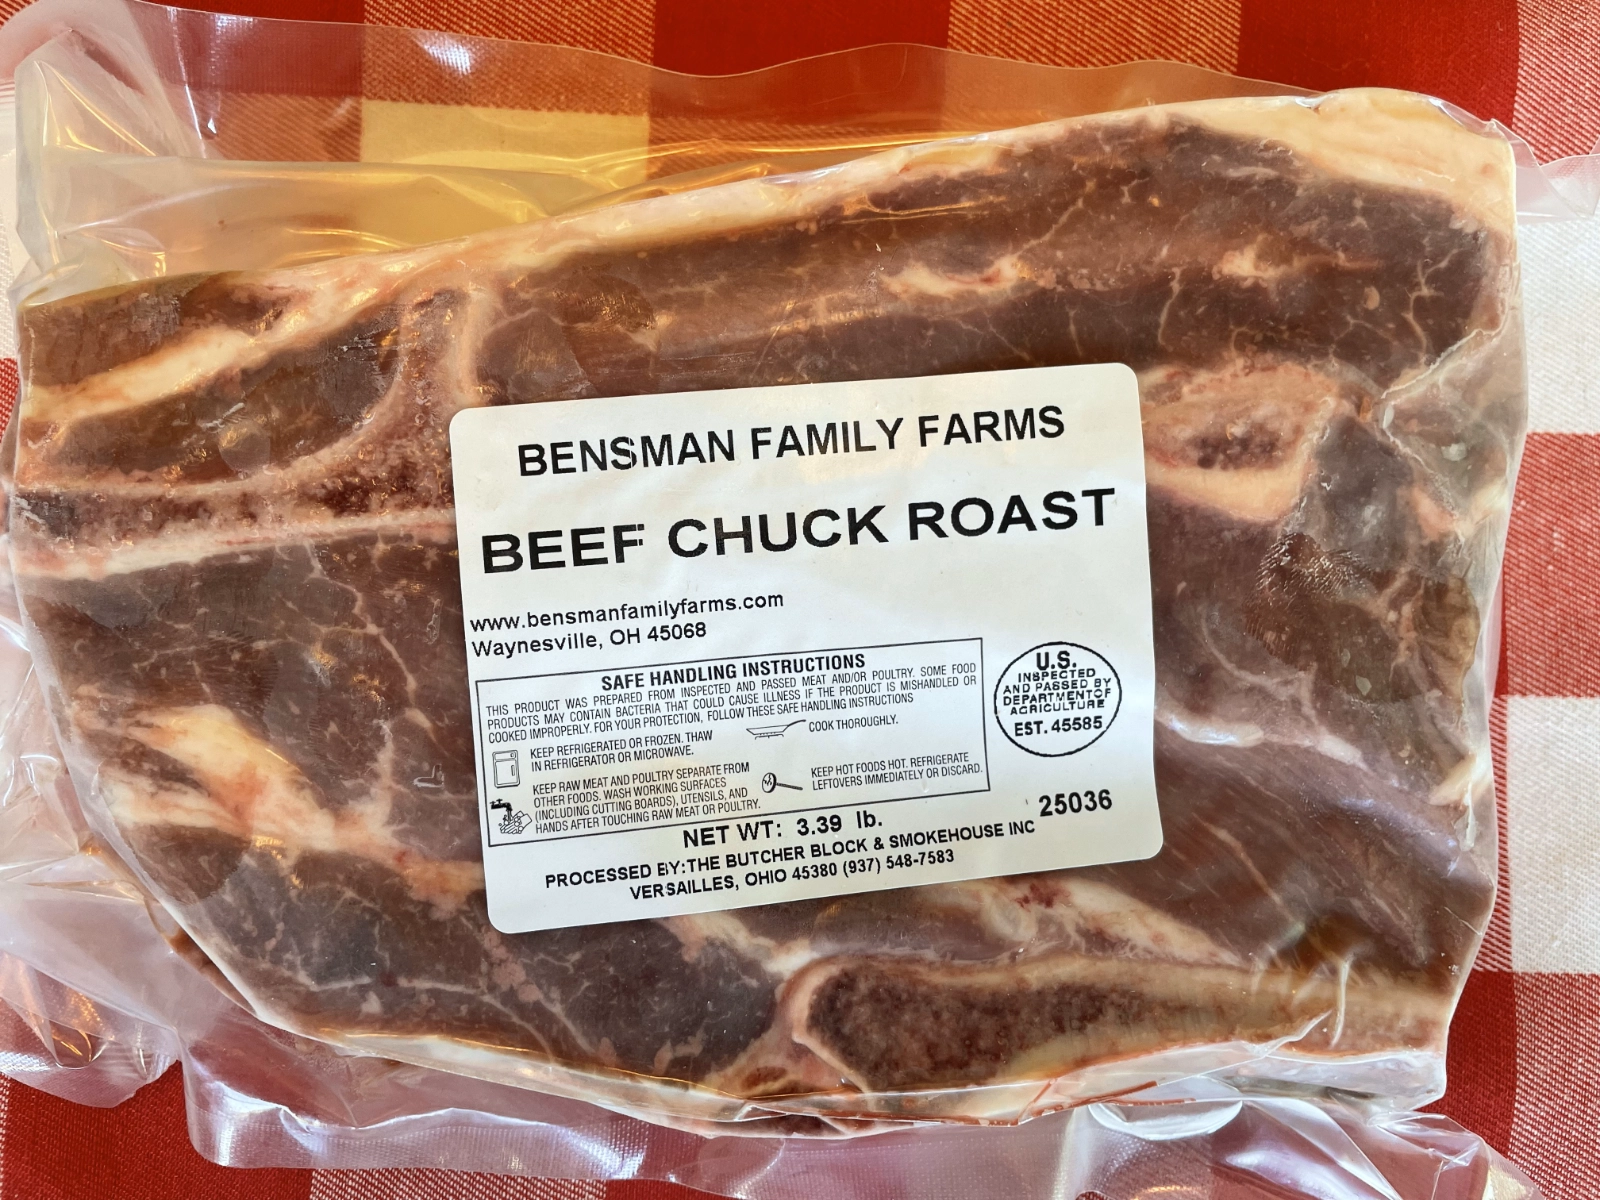 BENSMAN FAMILY FARMS
BEEF CHUCK ROAST
www.bensmanfamilyfarms.com
Waynesville, OH 45068
SAFE HANDLING INSTRUCTIONS
THIS PRODUCT WAS PREPARED FROM INSPECTED AND PASSED MEAT AND/OR POULTRY. SOME FOOD
PRODUCTS MAY CONTAIN BACTERIA THAT COULD CAUSE ILLNESS IF THE PRODUCT IS MISHANDLED OR
COOKED IMPROPERLY. FOR YOUR PROTECTION, FOLLOW THESE SAFE HANDLING INSTRUCTIONS
KEEP REFRIGERATED OR FROZEN. THAW
IN REFRIGERATOR OR MICROWAVE.
COOK THOROUGHLY.
KEEP RAW MEAT AND POULTRY SEPARATE FROM
OTHER FOODS. WASH WORKING SURFACES
(INCLUDING CUTTING BOARDS), UTENSILS, AND
HANDS AFTER TOUCHING RAW MEAT OR POULTRY.
KEEP HOT FOODS HOT. REFRIGERATE
LEFTOVERS IMMEDIATELY OR DISCARD.
U.S.
INSPECTED
AND PASSED BY
DEPARTMENT OF
AGRICULTURE
EST. 45585
NET WT: 3.39 lb.
25036
PROCESSED BY:THE BUTCHER BLOCK & SMOKEHOUSE INC
VERSAILLES, OHIO 45380 (937) 548-7583